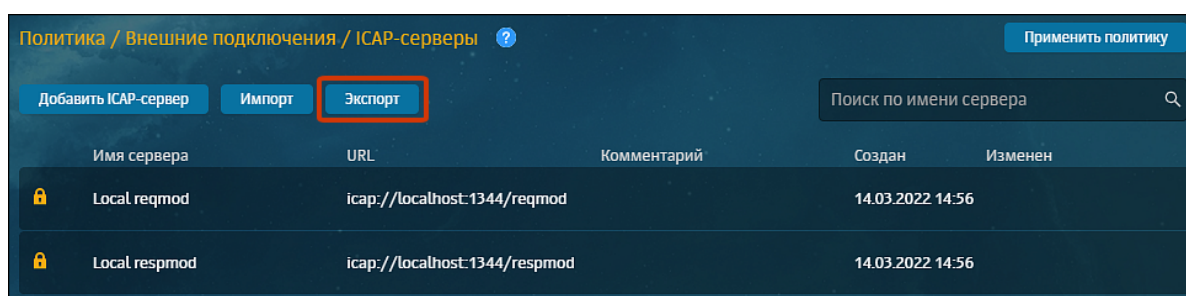 Политика / Внешние подключения / ICAP-серверы ? Применить политику
Добавить ICAP-сервер Импорт Экспорт Поиск по имени сервера
Имя сервера URL Комментарий Создан Изменен
Local reqmod icap://localhost:1344/reqmod 14.03.2022 14:56
Local respmod icap://localhost:1344/respmod 14.03.2022 14:56